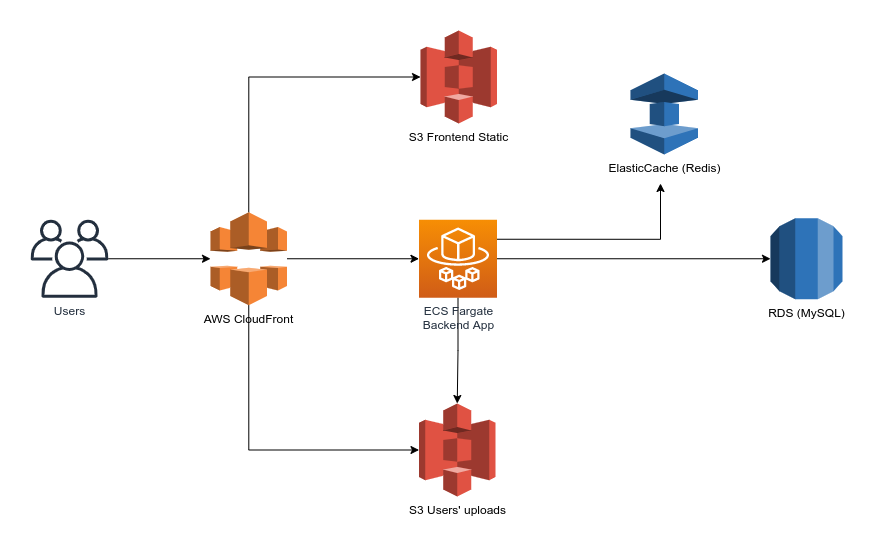 S3 Frontend Static
ElasticCache (Redis)
Users
AWS CloudFront
ECS Fargate
Backend App
RDS (MySQL)
S3 Users' uploads